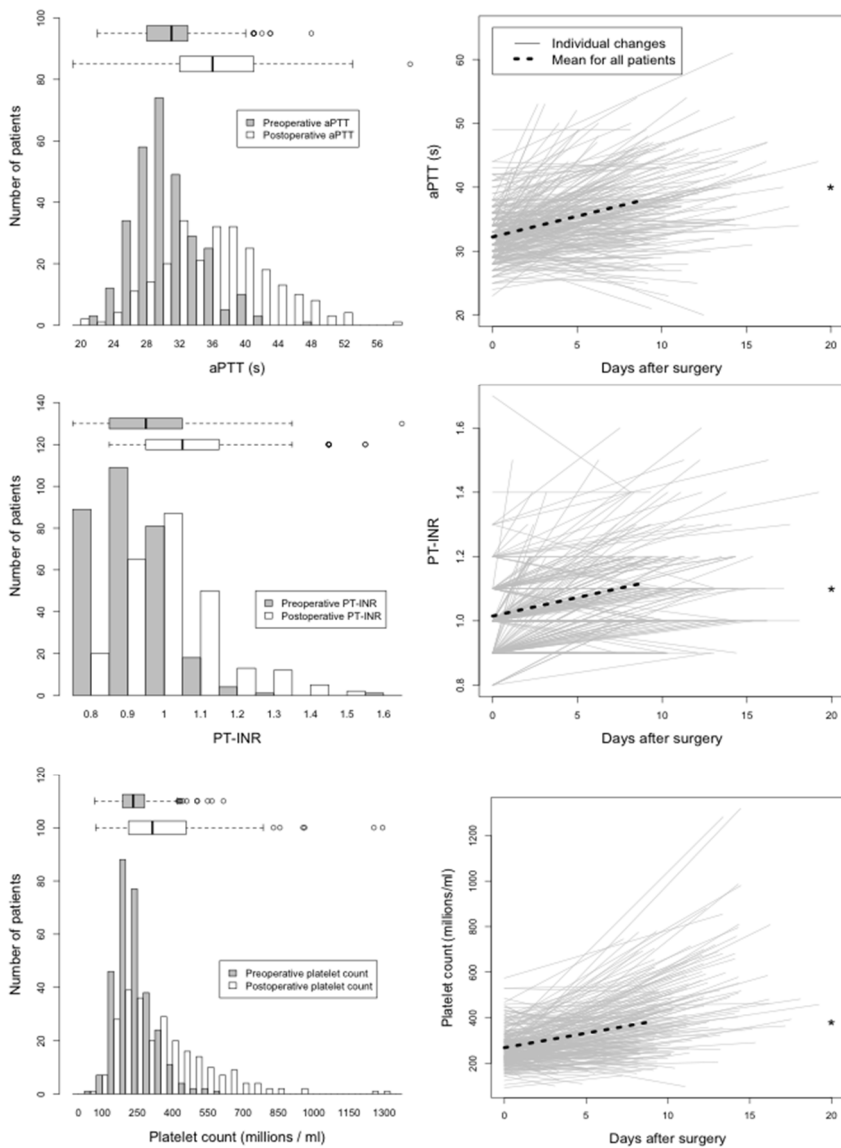 Number of patients
0 20 40 60 80 100
Preoperative aPTT
Postoperative aPTT
20 24 28 32 36 40 44 48 52 56
aPTT (s)
aPTT (s)
20 30 40 50 60
Individual changes
Mean for all patients
*
0 5 10 15 20
Days after surgery
Number of patients
0 20 40 60 80 100 120 140
Preoperative PT-INR
Postoperative PT-INR
0.8 0.9 1 1.1 1.2 1.3 1.4 1.5 1.6
PT-INR
PT-INR
0.8 1.0 1.2 1.4 1.6
*
0 5 10 15 20
Days after surgery
Number of patients
0 20 40 60 80 100 120
Preoperative platelet count
Postoperative platelet count
0 100 250 400 550 700 850 1000 1150 1300
Platelet count (millions / ml)
Platelet count (millions/ml)
200 400 600 800 1000 1200
*
0 5 10 15 20
Days after surgery